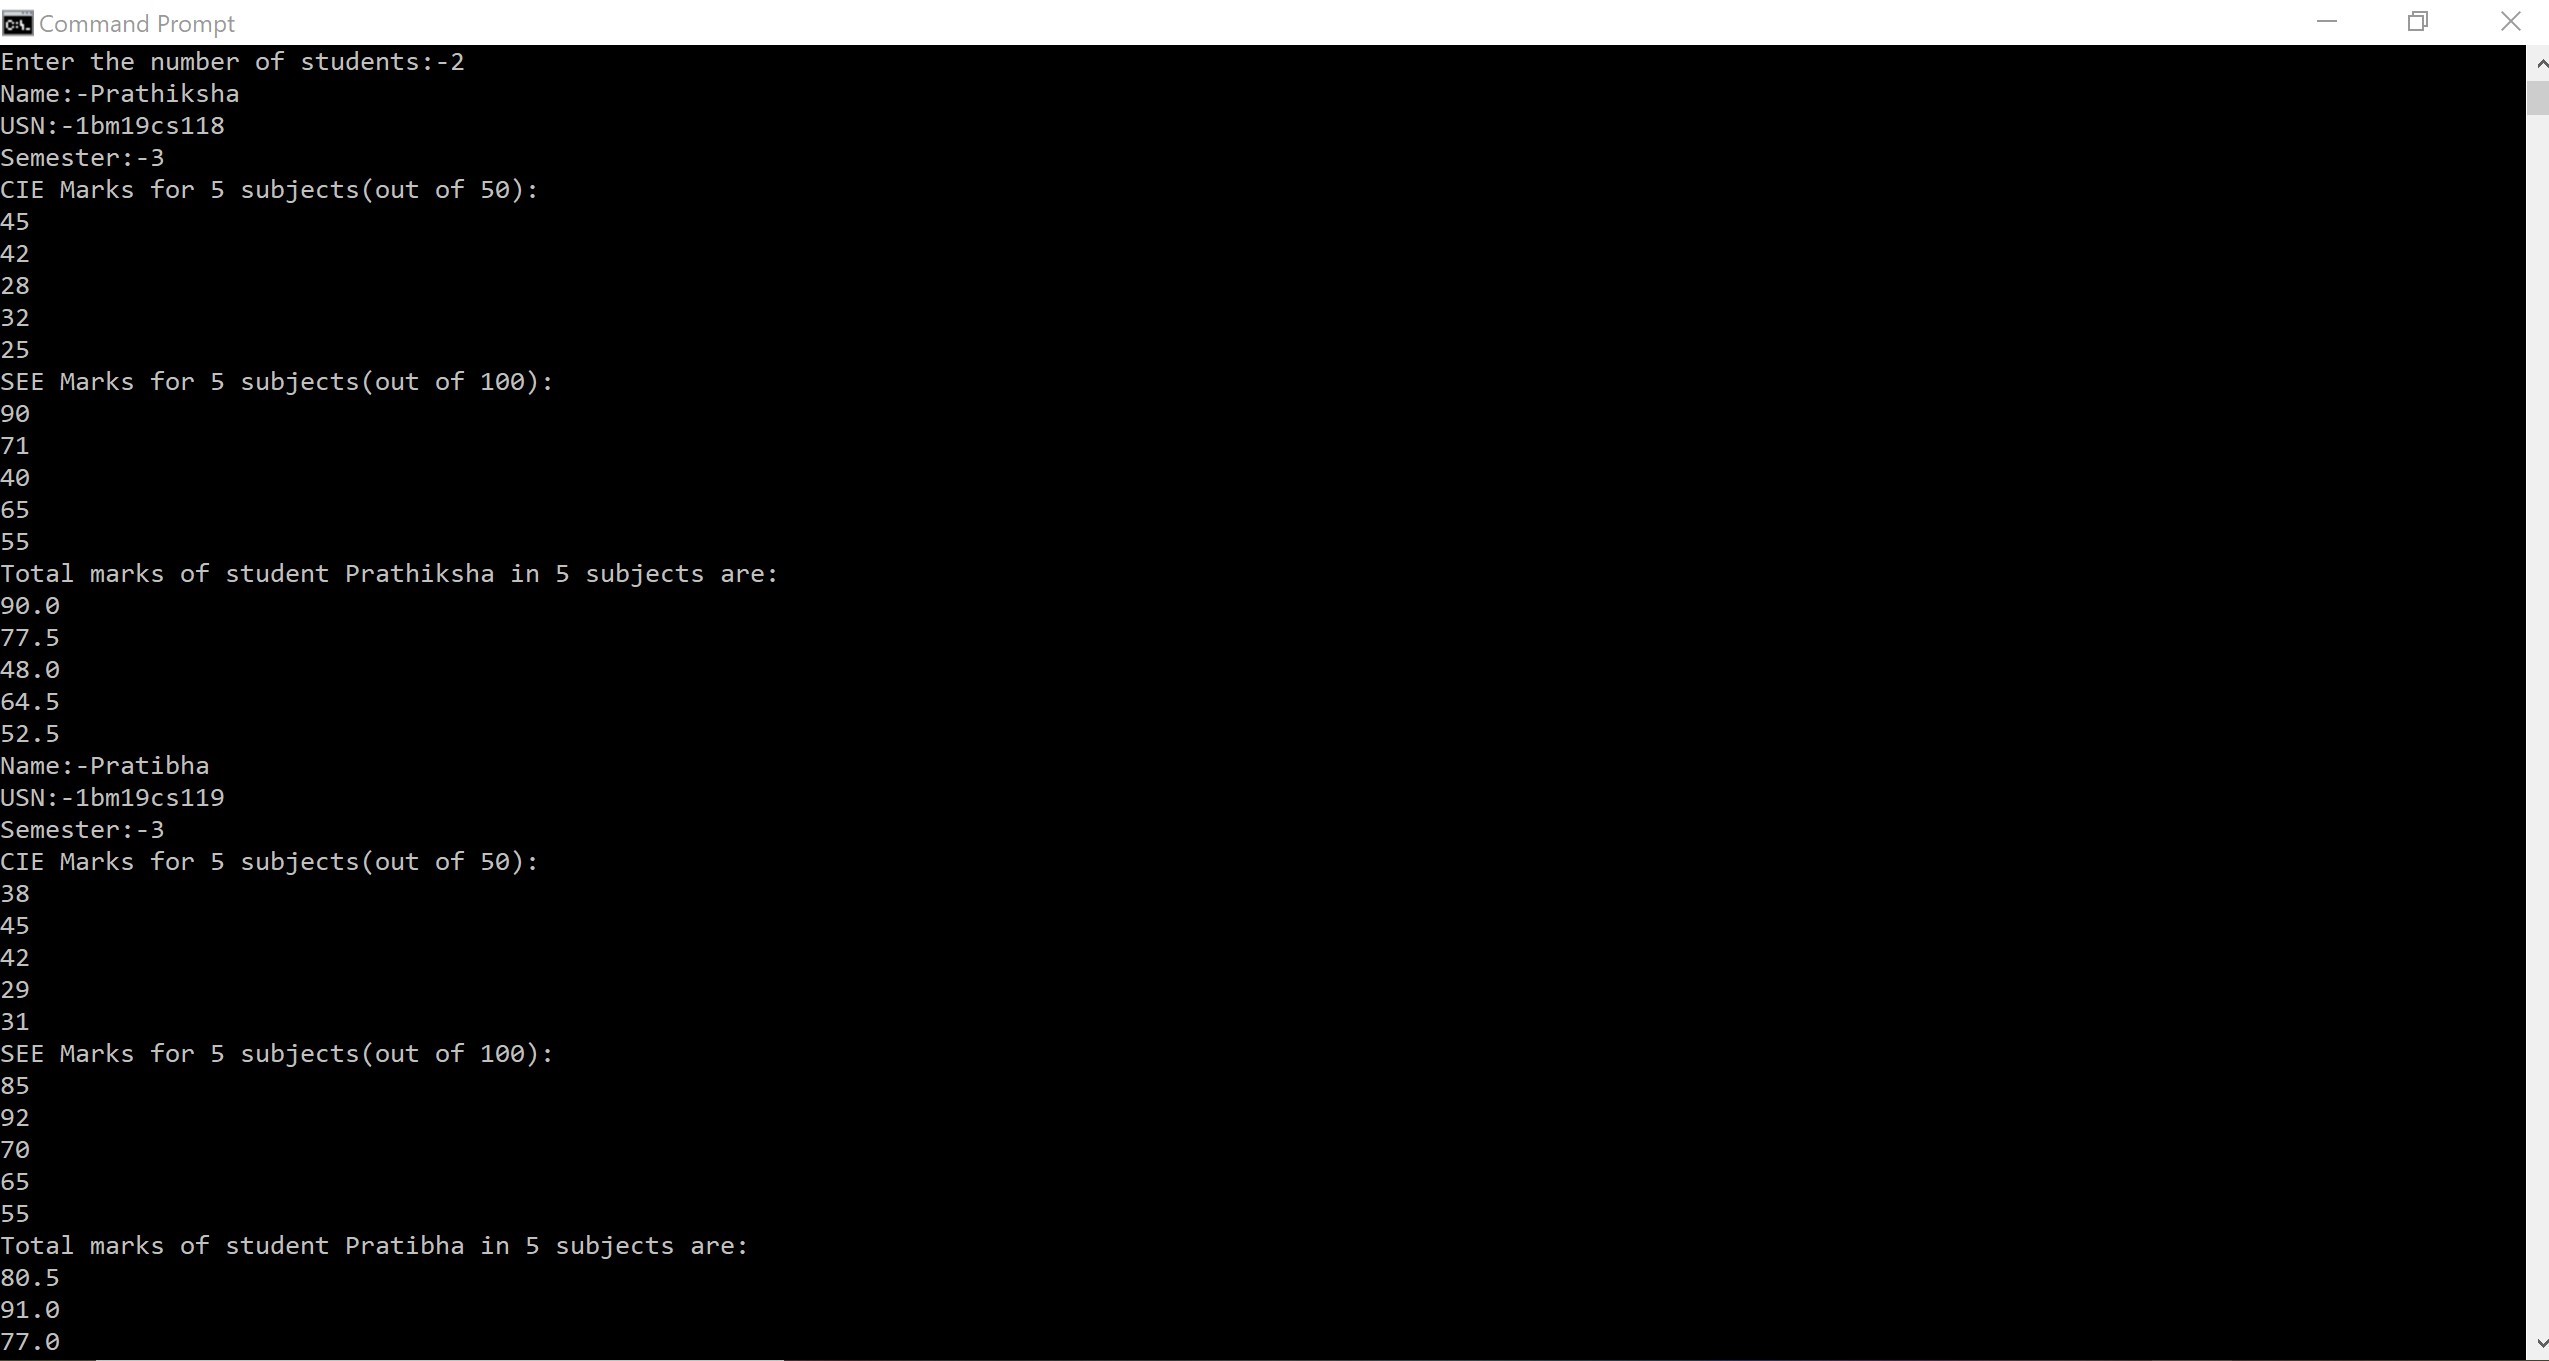 Command Prompt
Enter the number of students:-2
Name:-Prathiksha
USN:-1bm19cs118
Semester:-3
CIE Marks for 5 subjects(out of 50):
45
42
28
32
25
SEE Marks for 5 subjects(out of 100):
90
71
40
65
55
Total marks of student Prathiksha in 5 subjects are:
90.0
77.5
48.0
64.5
52.5
Name:-Pratibha
USN:-1bm19cs119
Semester:-3
CIE Marks for 5 subjects(out of 50):
38
45
42
29
31
SEE Marks for 5 subjects(out of 100):
85
92
70
65
55
Total marks of student Pratibha in 5 subjects are:
80.5
91.0
77.0